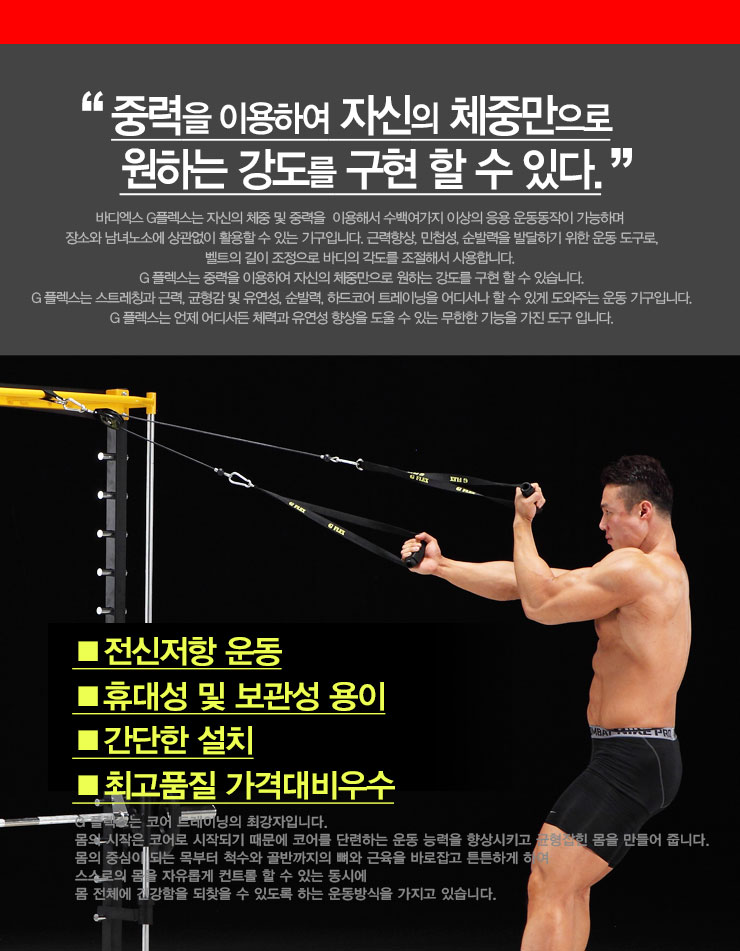 “ 중력을 이용하여 자신의 체중만으로
원하는 강도를 구현 할 수 있다. ”
바디엑스 G플렉스는 자신의 체중 및 중력을 이용해서 수백여가지 이상의 응용 운동동작이 가능하며
장소와 남녀노소에 상관없이 활용할 수 있는 기구입니다. 근력향상, 민첩성, 순발력을 발달하기 위한 운동 도구로,
벨트의 길이 조정으로 바디의 각도를 조절해서 사용합니다.
G 플렉스는 중력을 이용하여 자신의 체중만으로 원하는 강도를 구현 할 수 있습니다.
G 플렉스는 스트레칭과 근력, 균형감 및 유연성, 순발력, 하드코어 트레이닝을 어디서나 할 수 있게 도와주는 운동 기구입니다.
G 플렉스는 언제 어디서든 체력과 유연성 향상을 도울 수 있는 무한한 기능을 가진 도구 입니다.
G FLEX
G FLEX
G FLEX
G FLEX
■전신저항 운동
■휴대성 및 보관성 용이
■간단한 설치
■최고품질 가격대비우수
COMBAT NIKE PRO
G 플렉스는 코어 트레이닝의 최강자입니다.
몸의 시작은 코어로 시작되기 때문에 코어를 단련하는 운동 능력을 향상시키고 균형잡힌 몸을 만들어 줍니다.
몸의 중심이 되는 목부터 척수와 골반까지의 뼈와 근육을 바로잡고 튼튼하게 하며
스스로의 몸을 자유롭게 컨트롤 할 수 있는 동시에
몸 전체에 건강함을 되찾을 수 있도록 하는 운동방식을 가지고 있습니다.